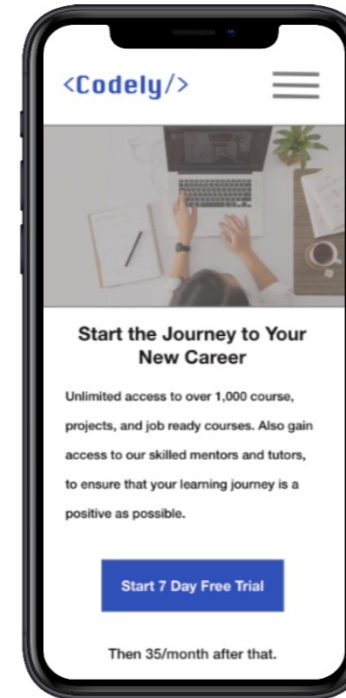 <Codely/>
Start the Journey to Your
New Career
Unlimited access to over 1,000 course,
projects, and job ready courses. Also gain
access to our skilled mentors and tutors,
to ensure that your learning journey is a
positive as possible.
Start 7 Day Free Trial
Then 35/month after that.